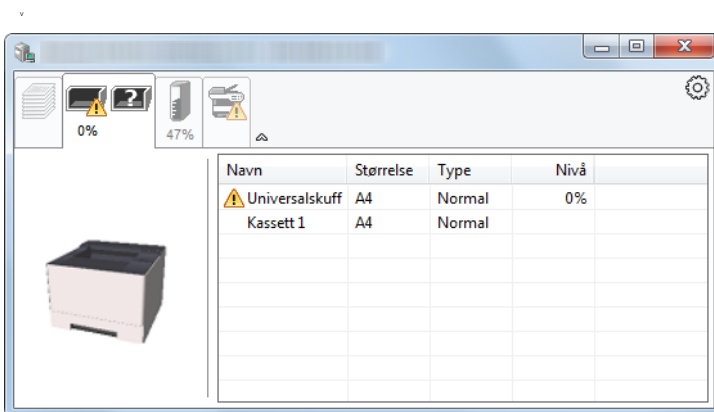 0%
47%
Navn Størrelse Type Nivå
Universalskuff A4 Normal 0%
Kassett 1 A4 Normal